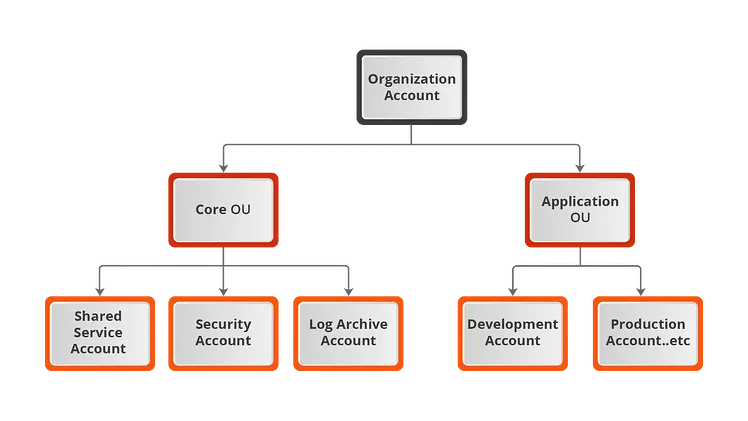 Organization
Account
Core OU
Application
OU
Shared
Service
Account
Security
Account
Log Archive
Account
Development
Account
Production
Account..etc